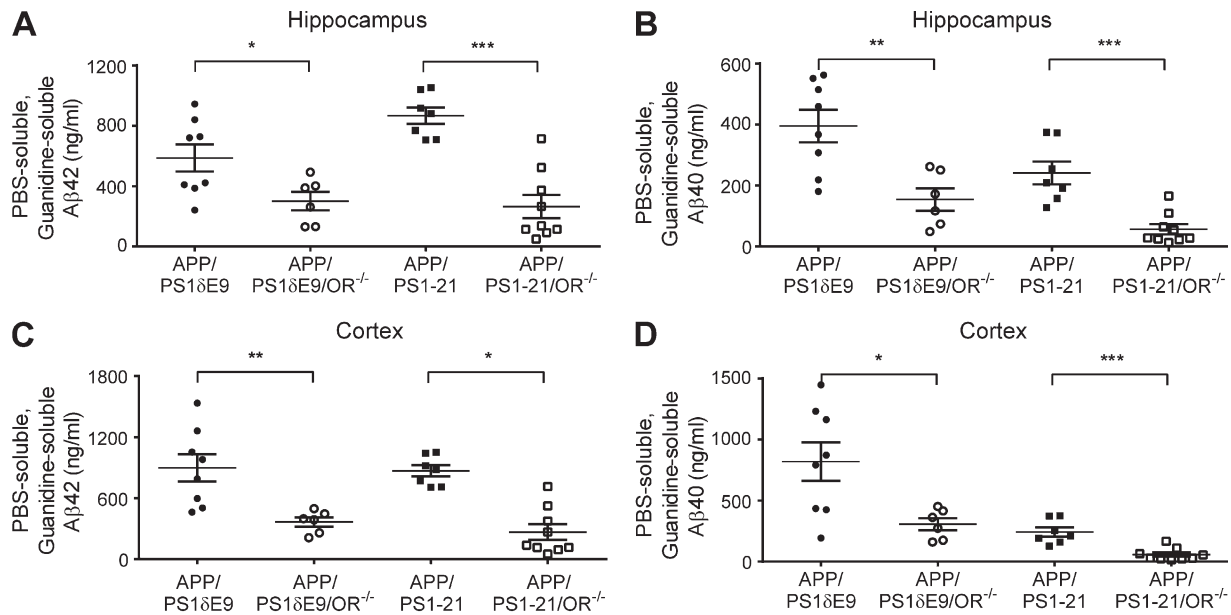 A
Hippocampus
*
***
PBS-soluble,
Guanidine-soluble
Aβ42 (ng/ml)
1200
800
400
0
APP/
PS1δE9
APP/
PS1δE9/OR⁻/⁻
APP/
PS1-21
APP/
PS1-21/OR⁻/⁻
B
Hippocampus
**
***
PBS-soluble,
Guanidine-soluble
Aβ40 (ng/ml)
600
400
200
0
APP/
PS1δE9
APP/
PS1δE9/OR⁻/⁻
APP/
PS1-21
APP/
PS1-21/OR⁻/⁻
C
Cortex
**
*
PBS-soluble,
Guanidine-soluble
Aβ42 (ng/ml)
1800
1200
600
0
APP/
PS1δE9
APP/
PS1δE9/OR⁻/⁻
APP/
PS1-21
APP/
PS1-21/OR⁻/⁻
D
Cortex
*
***
PBS-soluble,
Guanidine-soluble
Aβ40 (ng/ml)
1500
1000
500
0
APP/
PS1δE9
APP/
PS1δE9/OR⁻/⁻
APP/
PS1-21
APP/
PS1-21/OR⁻/⁻